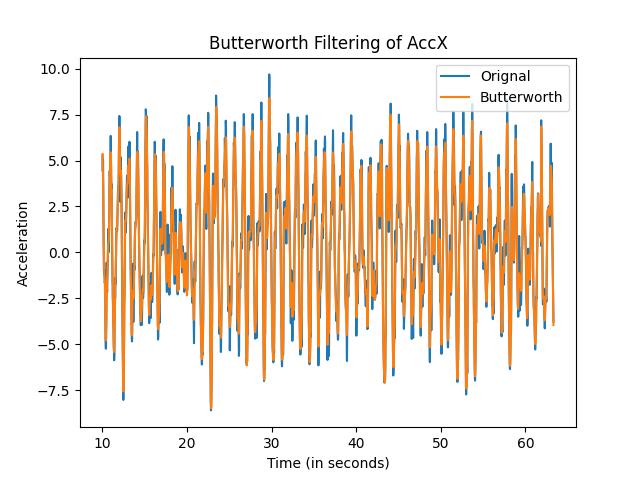 Butterworth Filtering of AccX
Orignal
Butterworth
10.0
7.5
5.0
2.5
0.0
−2.5
−5.0
−7.5
Acceleration
10 20 30 40 50 60
Time (in seconds)